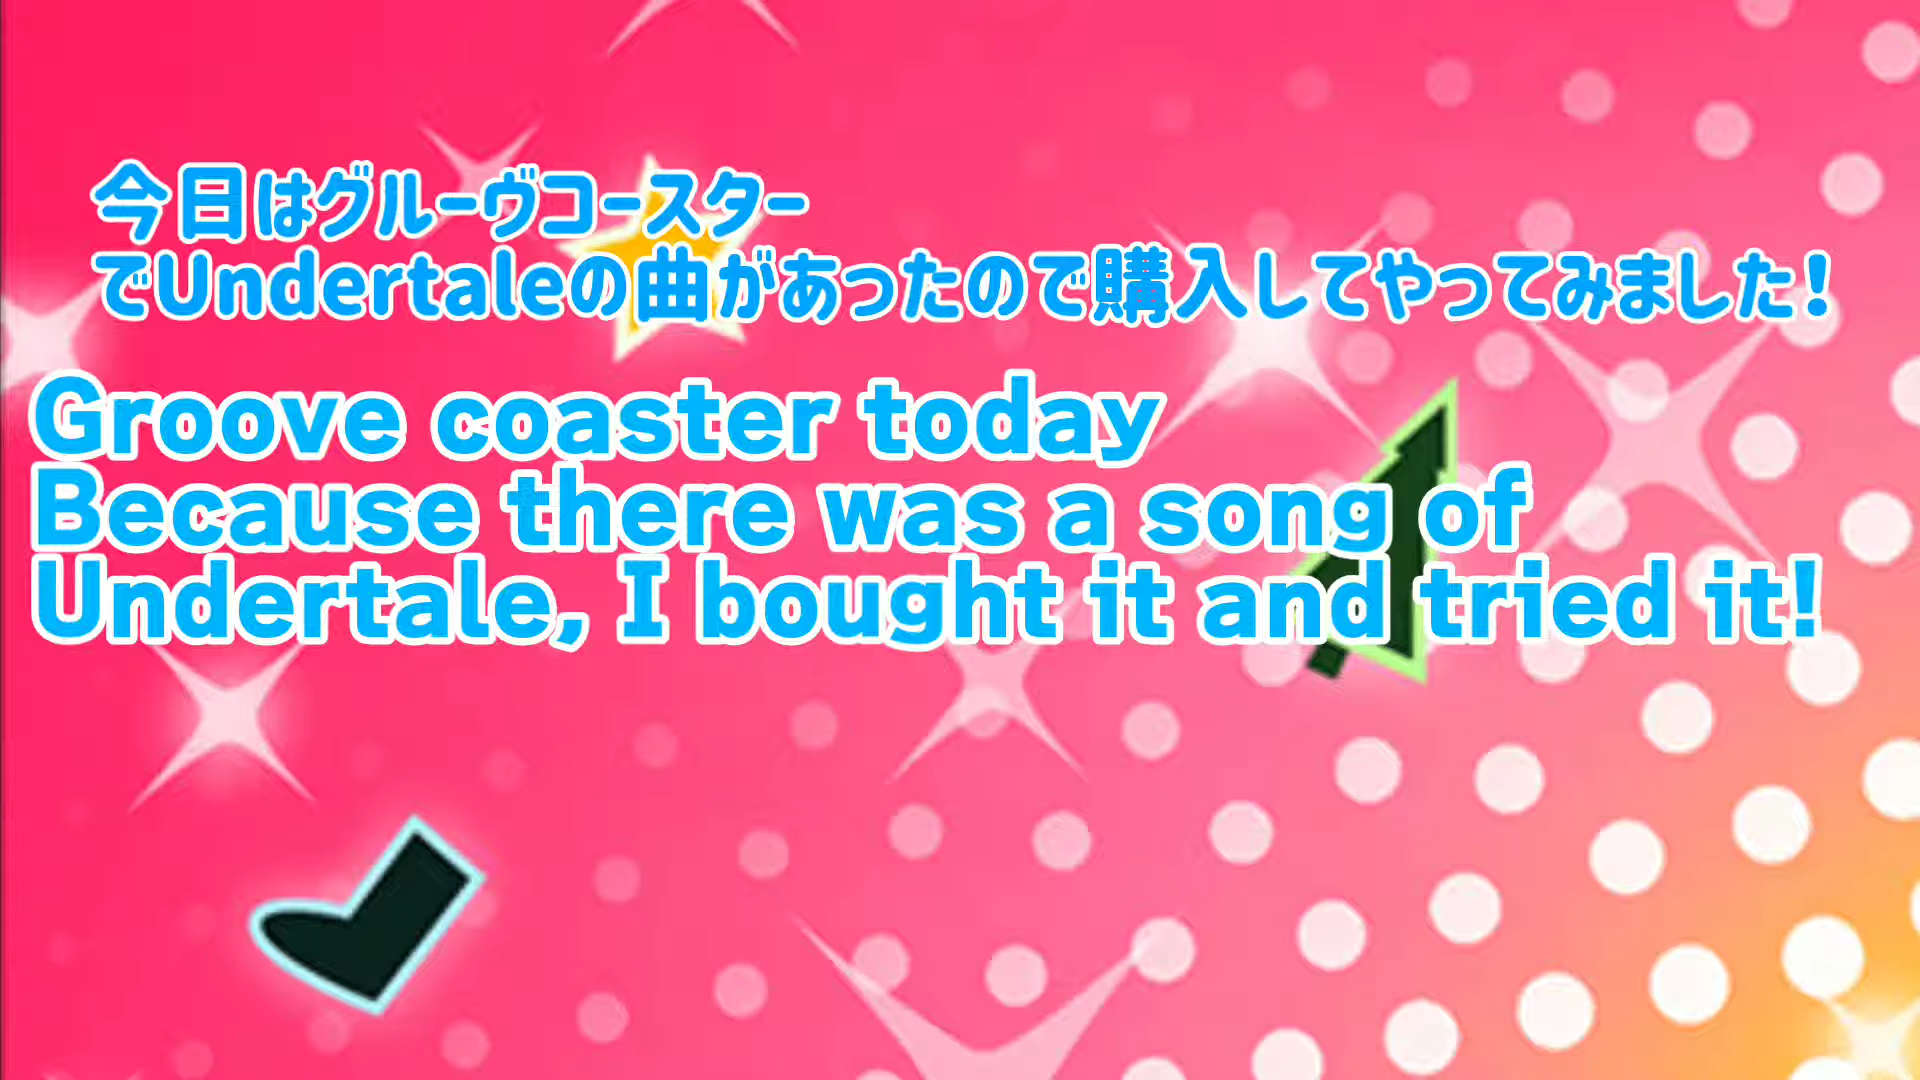 今日はグルーヴコースター
でUndertaleの曲があったので購入してやってみました!
Groove coaster today
Because there was a song of
Undertale, I bought it and tried it!